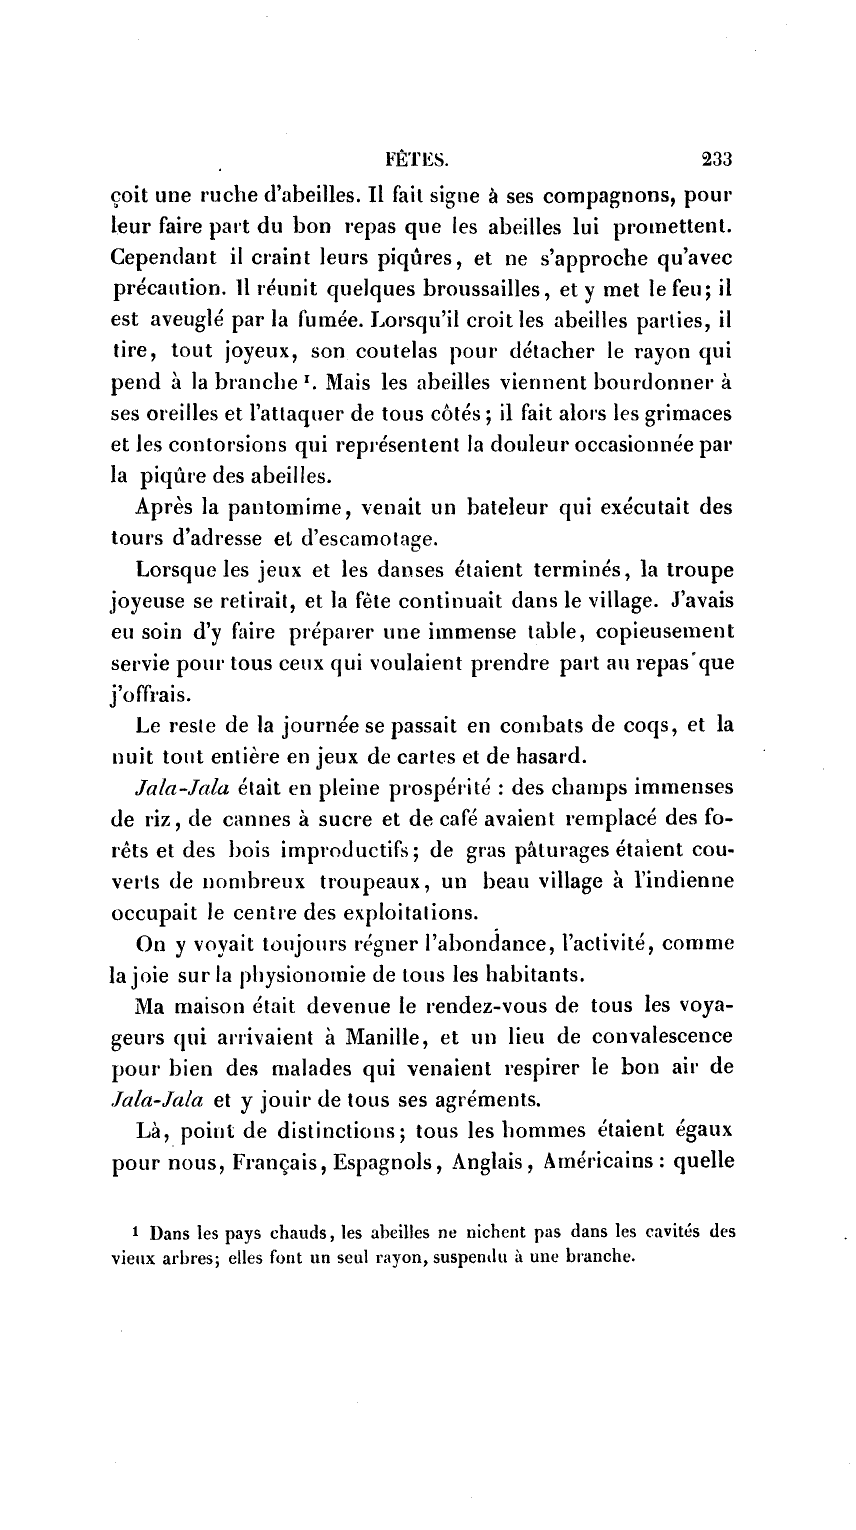 FÊTES. 233
çoit une ruche d'abeilles. Il fait signe à ses compagnons, pour
leur faire part du bon repas que les abeilles lui promettent.
Cependant il craint leurs piqûres, et ne s'approche qu'avec
précaution. Il réunit quelques broussailles, et y met le feu; il
est aveuglé par la fumée. Lorsqu'il croit les abeilles parties, il
tire, tout joyeux, son coutelas pour détacher le rayon qui
pend à la branche 1. Mais les abeilles viennent bourdonner à
ses oreilles et l'attaquer de tous côtés; il fait alors les grimaces
et les contorsions qui représentent la douleur occasionnée par
la piqûre des abeilles.
Après la pantomime, venait un bateleur qui exécutait des
tours d'adresse et d'escamotage.
Lorsque les jeux et les danses étaient terminés, la troupe
joyeuse se retirait, et la fête continuait dans le village. J'avais
eu soin d'y faire préparer une immense table, copieusement
servie pour tous ceux qui voulaient prendre part au repas que
j'offrais.
Le reste de la journée se passait en combats de coqs, et la
nuit tout entière en jeux de cartes et de hasard.
Jala-Jala était en pleine prospérité : des champs immenses
de riz, de cannes à sucre et de café avaient remplacé des fo-
rêts et des bois improductifs; de gras pâturages étaient cou-
verts de nombreux troupeaux, un beau village à l'indienne
occupait le centre des exploitations.
On y voyait toujours régner l'abondance, l'activité, comme
la joie sur la physionomie de tous les habitants.
Ma maison était devenue le rendez-vous de tous les voya-
geurs qui arrivaient à Manille, et un lieu de convalescence
pour bien des malades qui venaient respirer le bon air de
Jala-Jala et y jouir de tous ses agréments.
Là, point de distinctions; tous les hommes étaient égaux
pour nous, Français, Espagnols, Anglais, Américains : quelle
1 Dans les pays chauds, les abeilles ne nichent pas dans les cavités des
vieux arbres; elles font un seul rayon, suspendu à une branche.